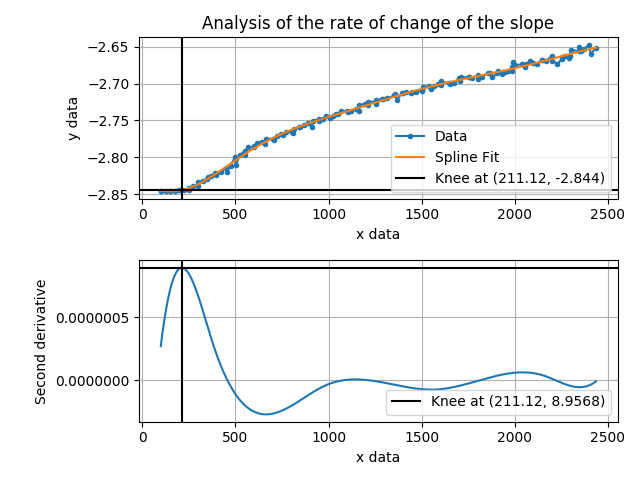 Analysis of the rate of change of the slope
−2.65
−2.70
−2.75
−2.80
−2.85
y data
Data
Spline Fit
Knee at (211.12, -2.844)
0 500 1000 1500 2000 2500
x data
0.0000005
0.0000000
Second derivative
Knee at (211.12, 8.9568)
0 500 1000 1500 2000 2500
x data